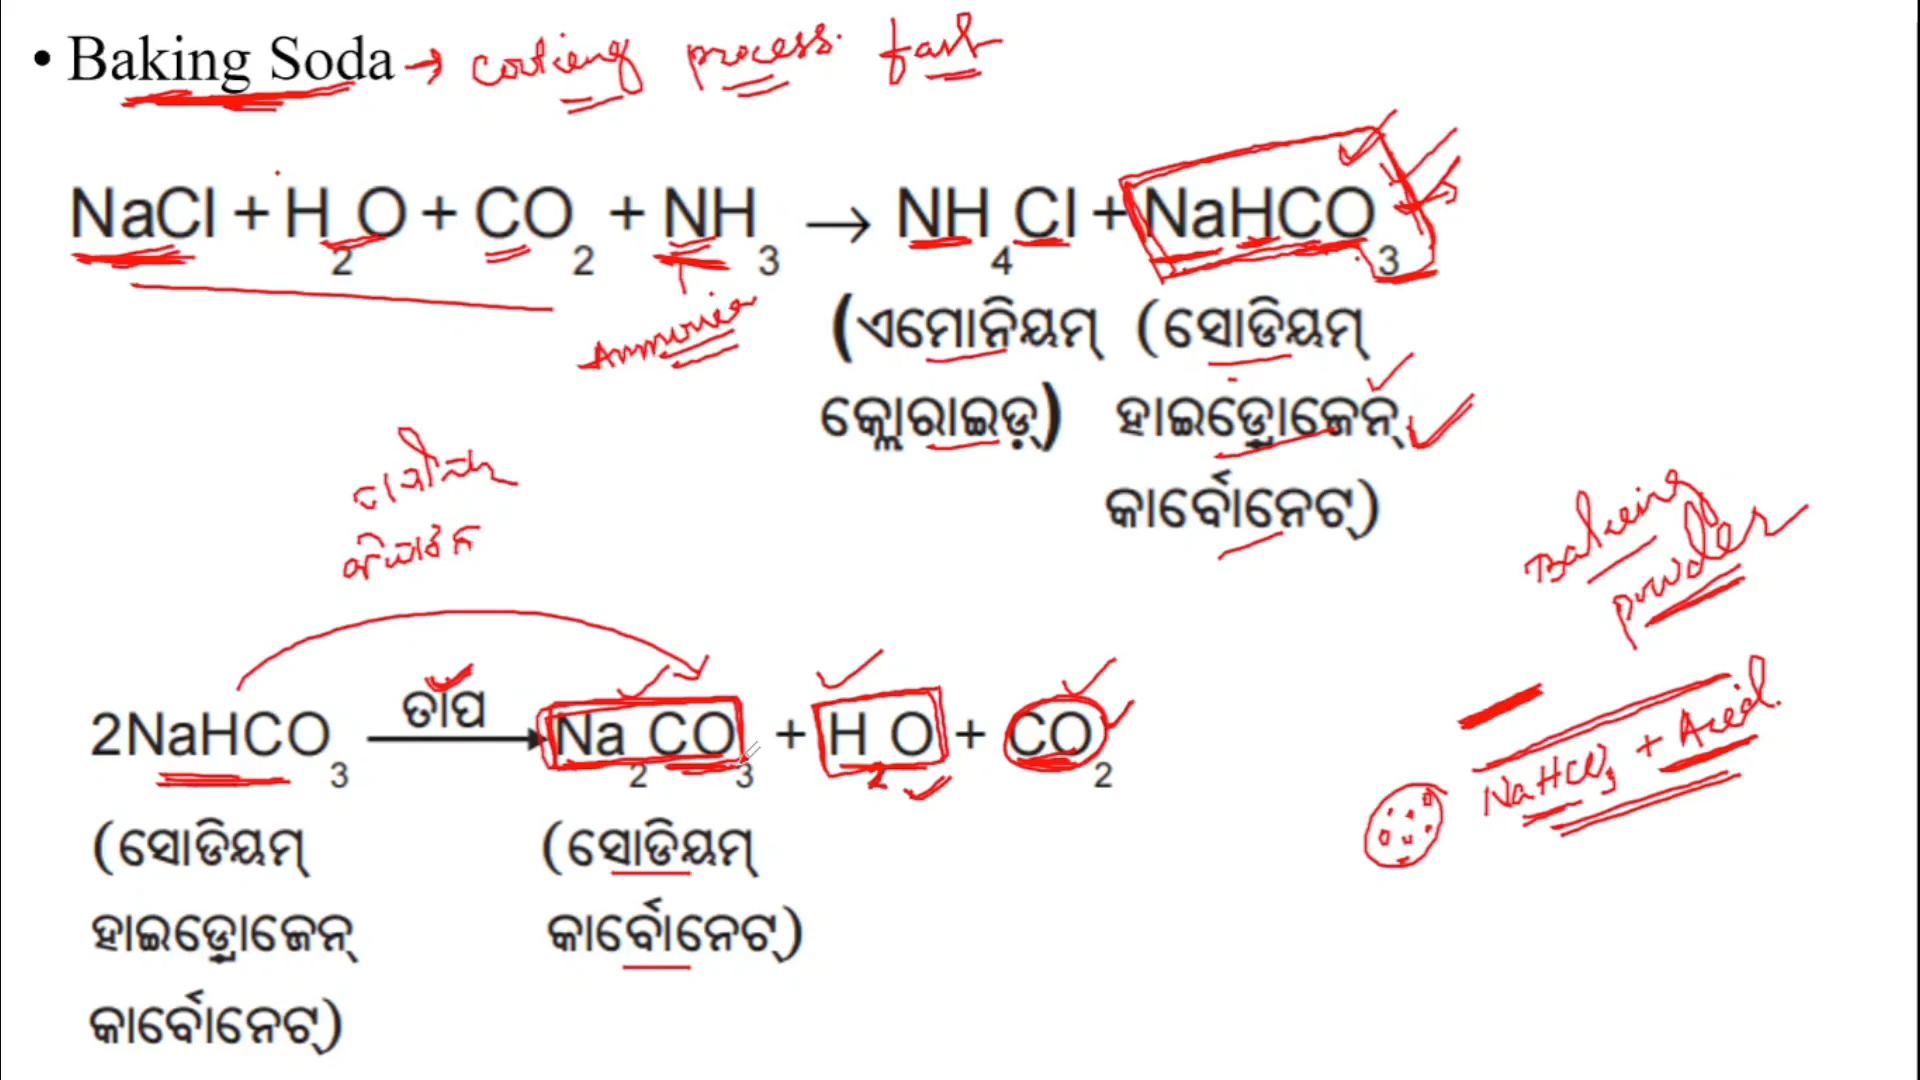 • Baking Soda → cooking process fast
NaCl + H₂O + CO₂ + NH₃ → NH₄Cl + NaHCO₃
Ammonia
(ଏମୋନିୟମ୍ (ସୋଡିୟମ୍
କ୍ଲୋରାଇଡ଼୍) ହାଇଡ୍ରୋଜେନ୍
କାର୍ବୋନେଟ୍)
Baking
powder
2NaHCO₃ ତାପ → Na₂CO₃ + H₂O + CO₂
NaHCO₃ + Acid.
(ସୋଡିୟମ୍ (ସୋଡିୟମ୍
ହାଇଡ୍ରୋଜେନ୍ କାର୍ବୋନେଟ୍)
କାର୍ବୋନେଟ୍)